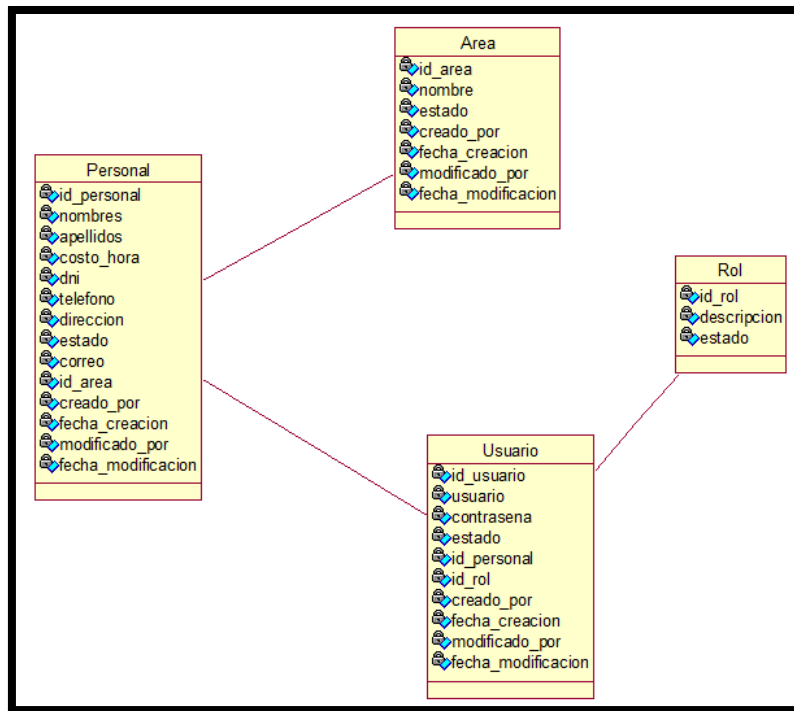 Area
id_area
nombre
estado
creado_por
fecha_creacion
modificado_por
fecha_modificacion
Personal
id_personal
nombres
apellidos
costo_hora
dni
telefono
direccion
estado
correo
id_area
creado_por
fecha_creacion
modificado_por
fecha_modificacion
Rol
id_rol
descripcion
estado
Usuario
id_usuario
usuario
contrasena
estado
id_personal
id_rol
creado_por
fecha_creacion
modificado_por
fecha_modificacion